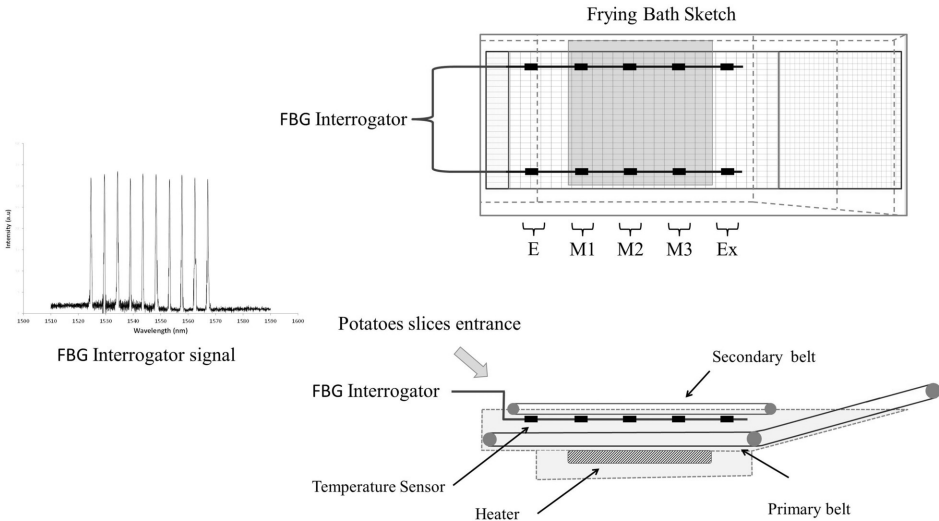 Frying Bath Sketch
FBG Interrogator
E M1 M2 M3 Ex
Intensity (a.u)
1500 1510 1520 1530 1540 1550 1560 1570 1580 1590 1600
Wavelength (nm)
FBG Interrogator signal
Potatoes slices entrance
Secondary belt
FBG Interrogator
Temperature Sensor
Heater
Primary belt